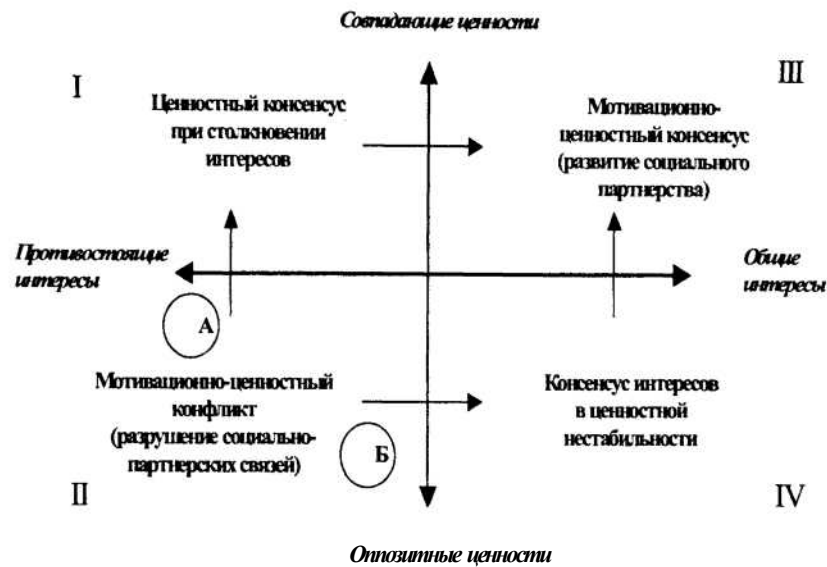 Совпадающие ценности
I
III
Ценностный консенсус
при столкновении
интересов
Мотивационно-
ценностный консенсус
(развитие социального
партнерства)
Противостоящие
интересы
Общие
интересы
А
Мотивационно-ценностный
конфликт
(разрушение социально-
партнерских связей)
Б
Консенсус интересов
в ценностной
нестабильности
II
IV
Оппозитные ценности